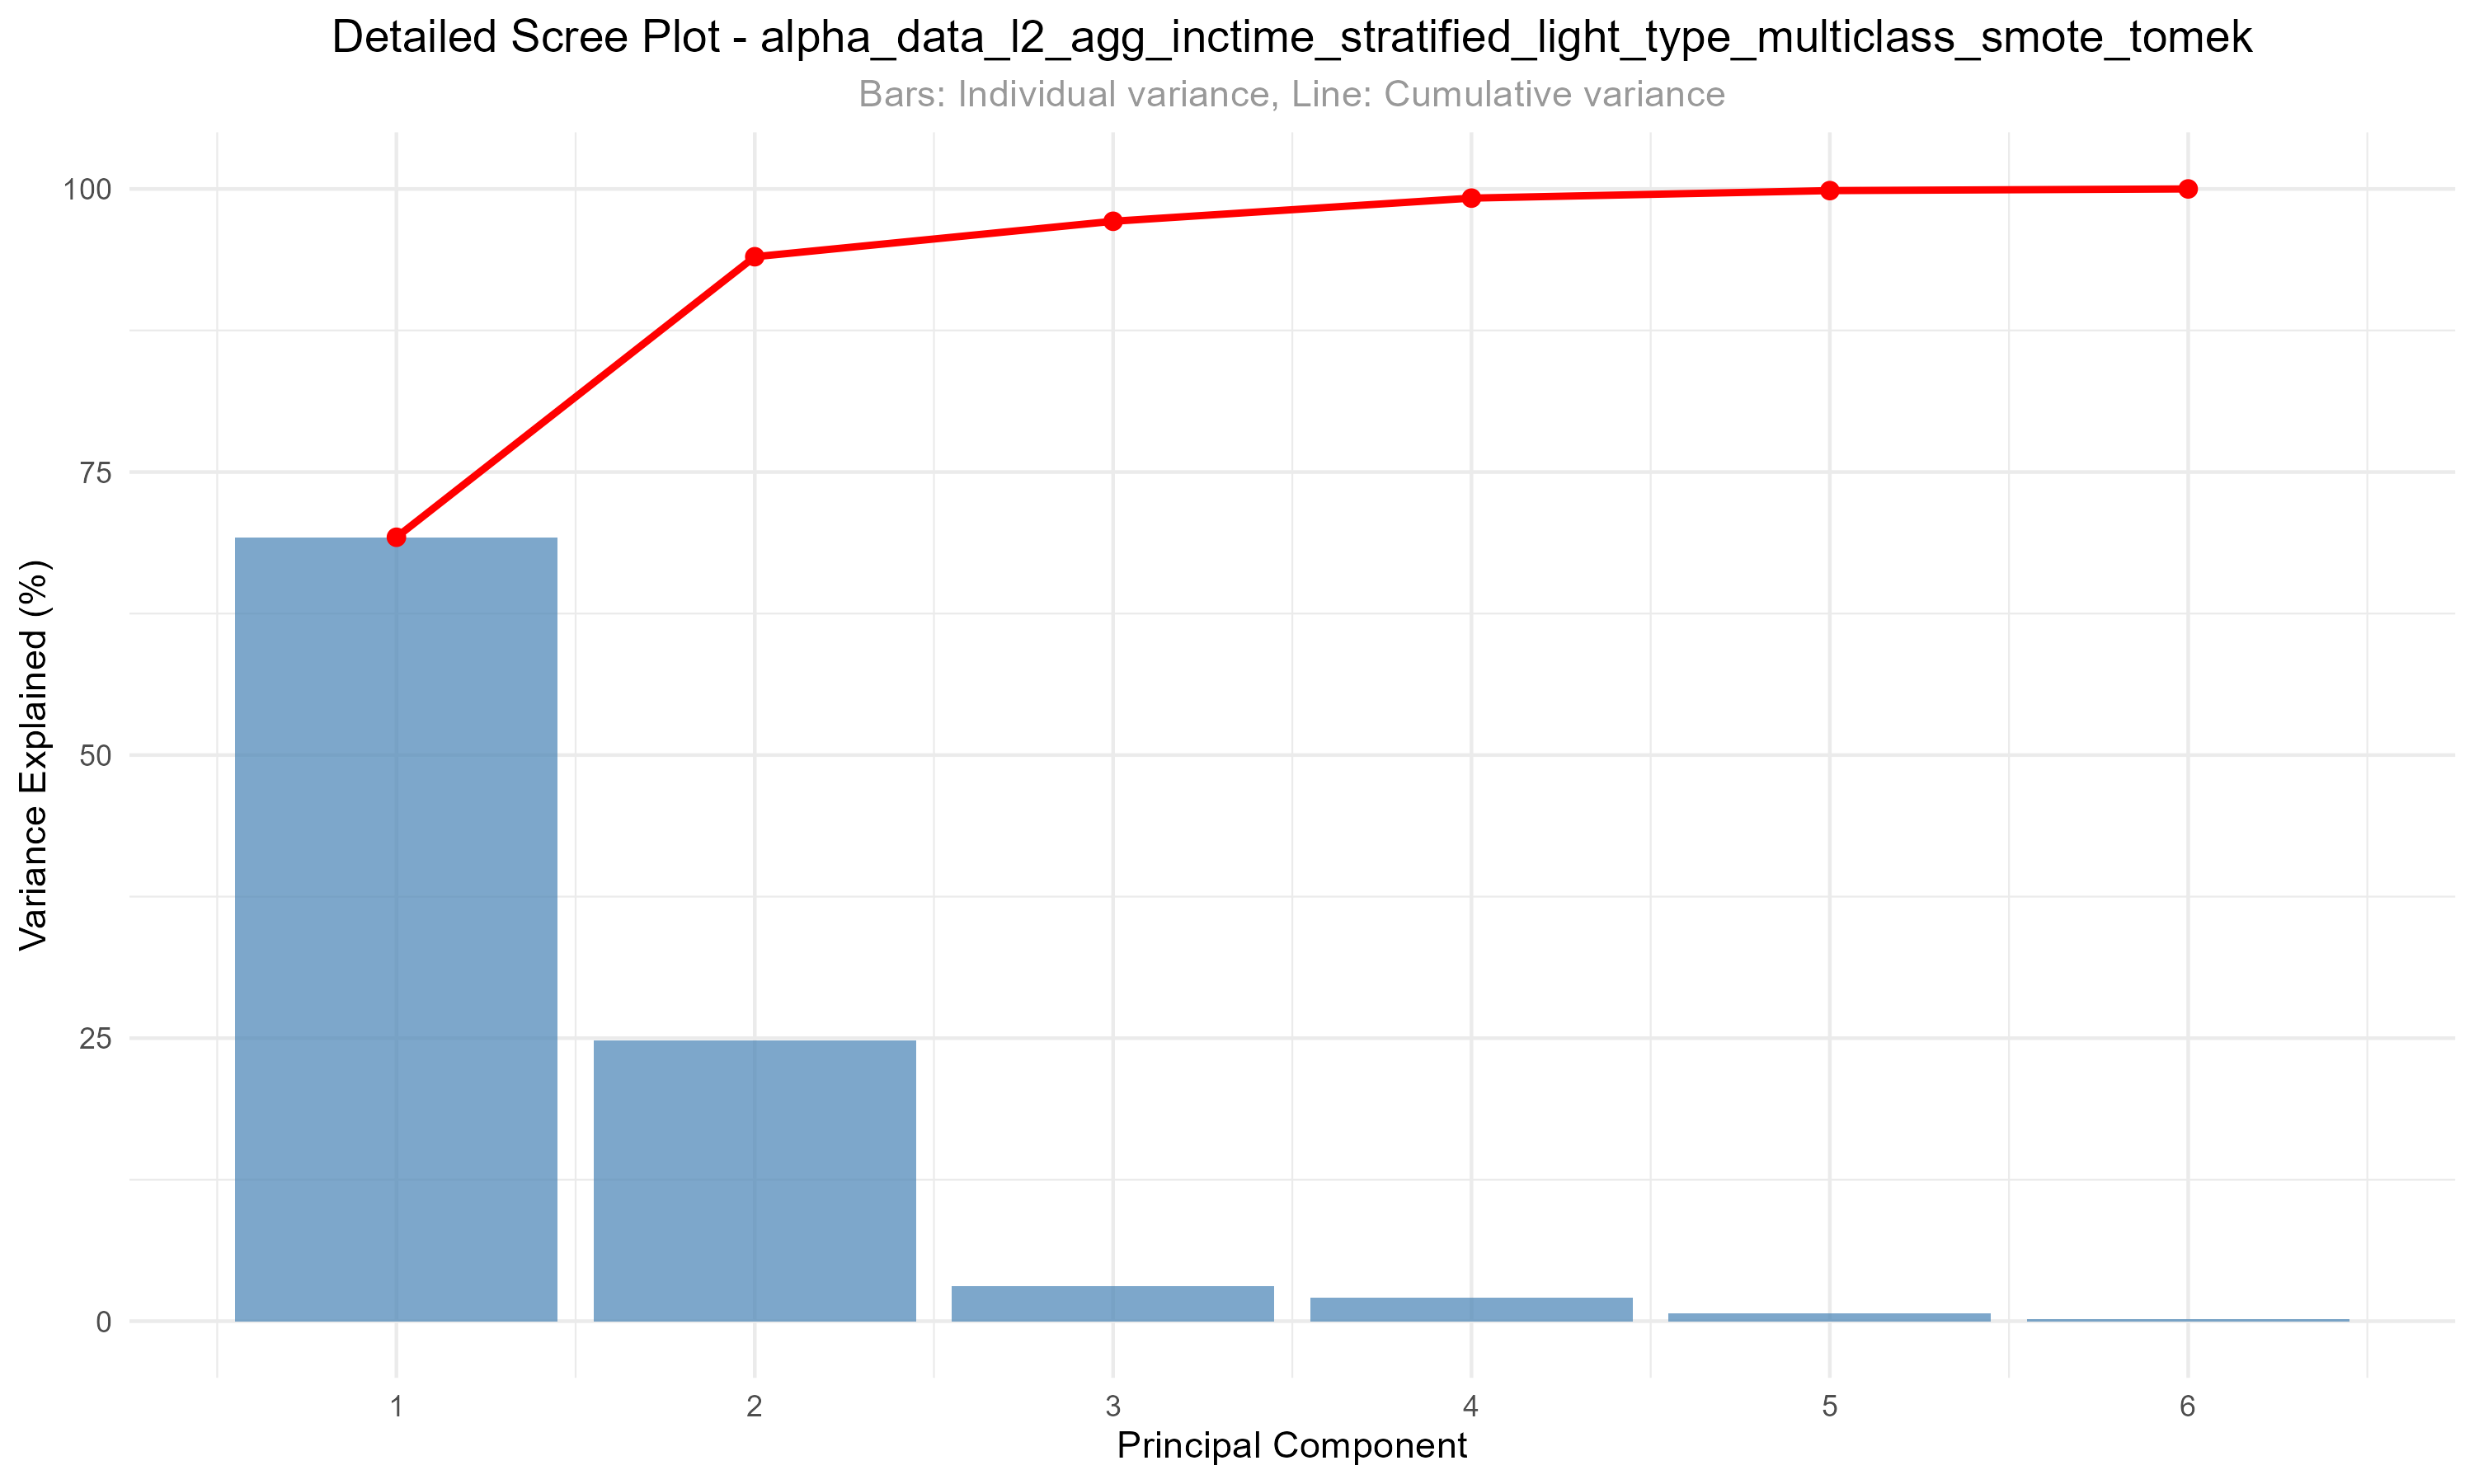 Detailed Scree Plot - alpha_data_l2_agg_inctime_stratified_light_type_multiclass_smote_tomek
Bars: Individual variance, Line: Cumulative variance
Variance Explained (%)
100
75
50
25
0
1 2 3 4 5 6
Principal Component